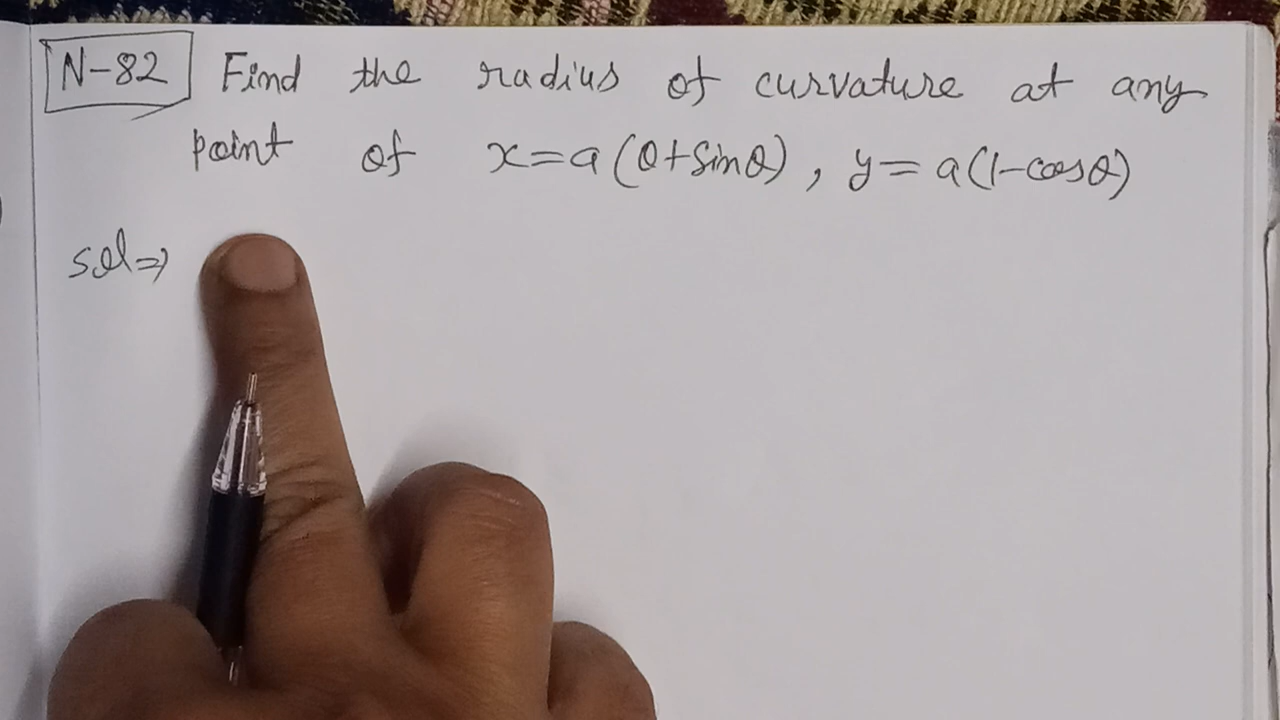 N-82 Find the radius of curvature at any
point of x=a(θ+sinθ), y=a(1-cosθ)
sol⇒